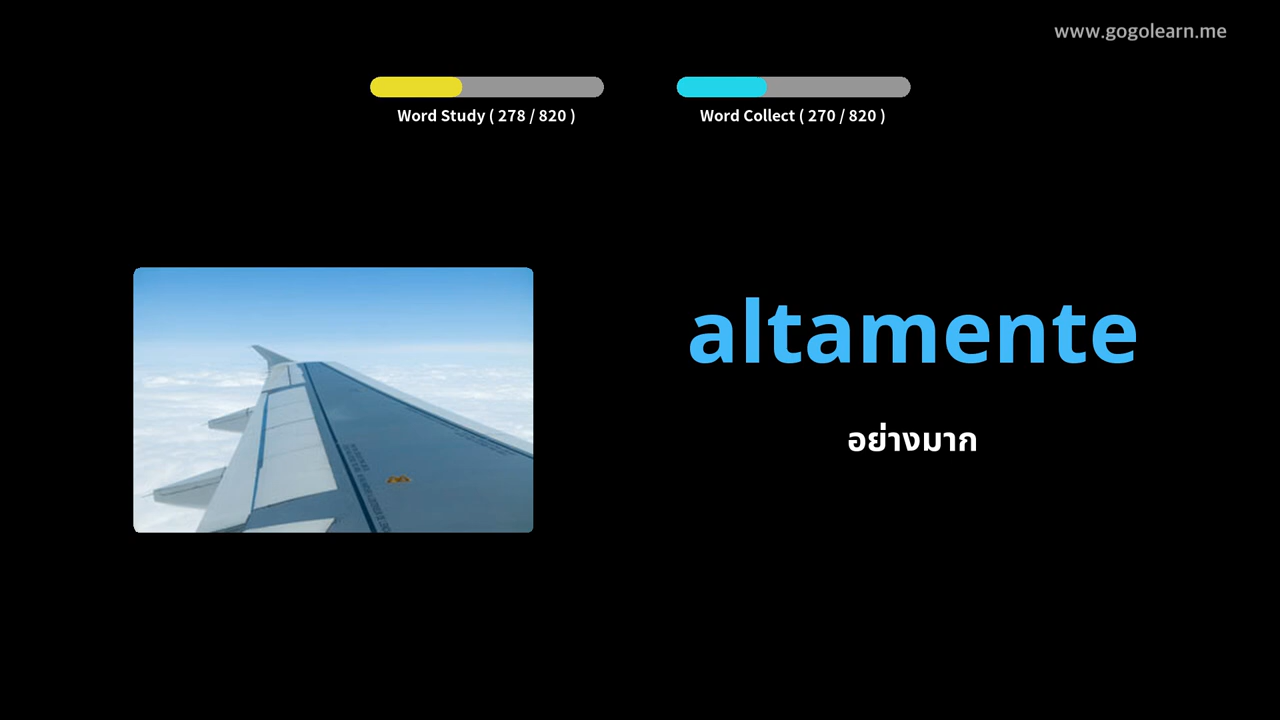 www.gogolearn.me
Word Study ( 278 / 820 )
Word Collect ( 270 / 820 )
altamente
อย่างมาก